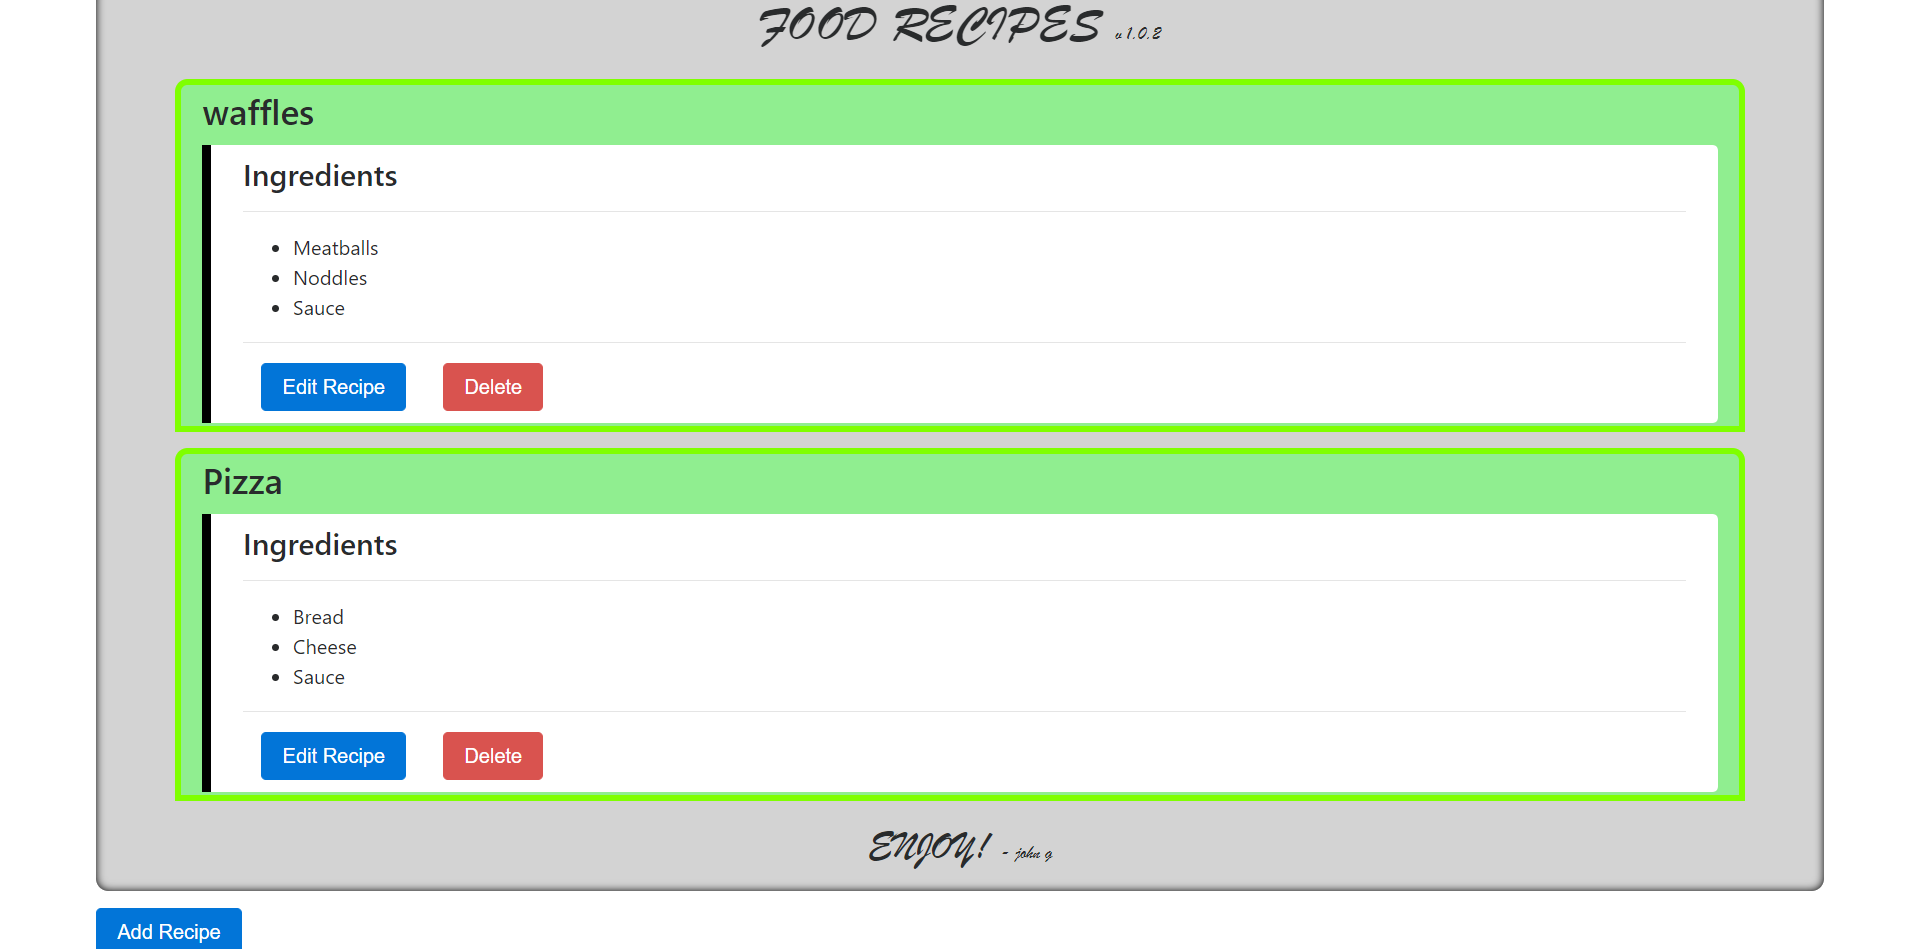 FOOD RECIPES v 1.0.2
waffles
Ingredients
Meatballs
Noddles
Sauce
Edit Recipe Delete
Pizza
Ingredients
Bread
Cheese
Sauce
Edit Recipe Delete
ENJOY! - john g
Add Recipe